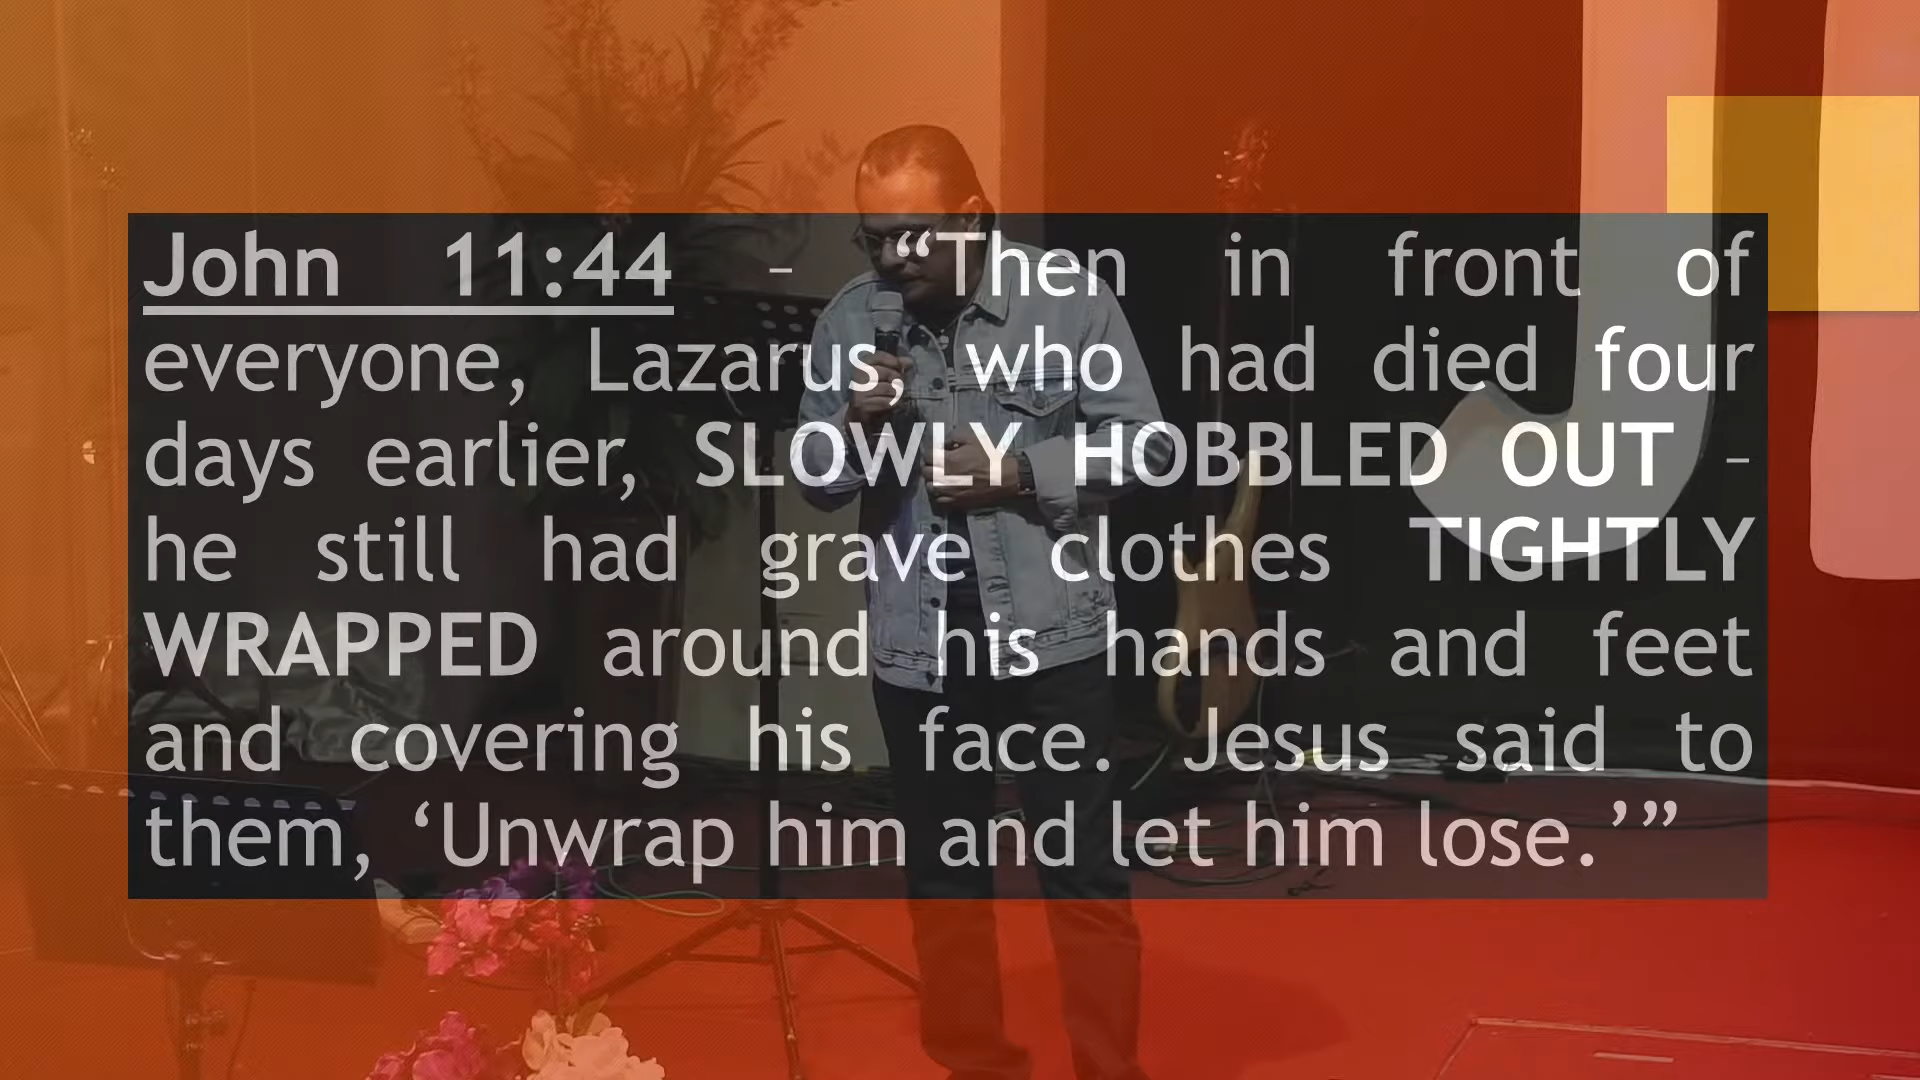 John 11:44 – “Then in front of
everyone, Lazarus, who had died four
days earlier, SLOWLY HOBBLED OUT –
he still had grave clothes TIGHTLY
WRAPPED around his hands and feet
and covering his face. Jesus said to
them, ‘Unwrap him and let him lose.’”